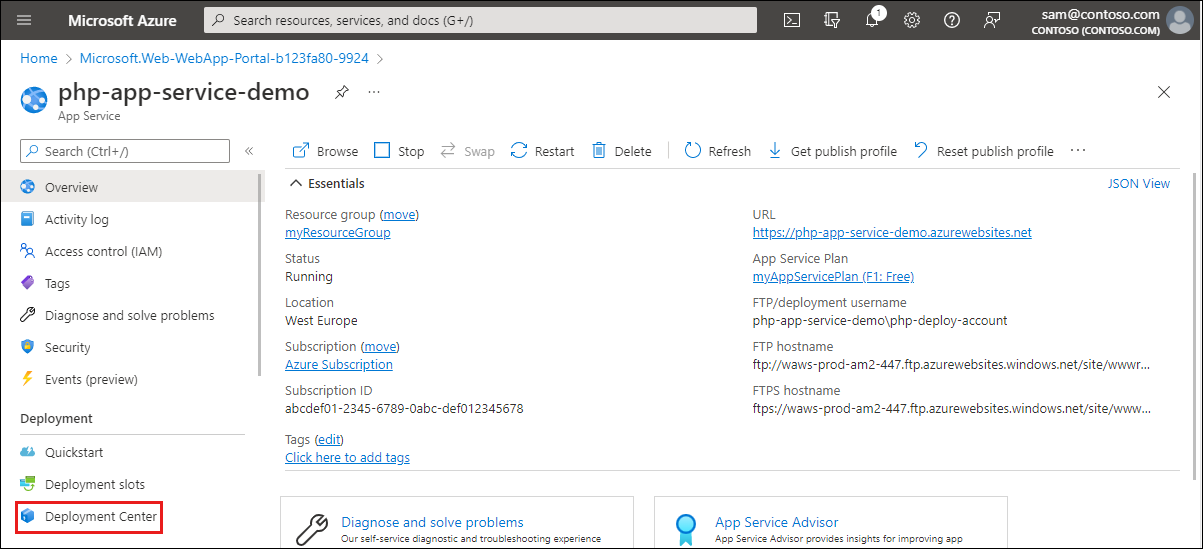 Microsoft Azure
Search resources, services, and docs (G+/)
1
sam@contoso.com
CONTOSO (CONTOSO.COM)
Home > Microsoft.Web-WebApp-Portal-b123fa80-9924 >
php-app-service-demo
...
App Service
Search (Ctrl+/)
«
Browse
Stop
Swap
Restart
Delete
Refresh
Get publish profile
Reset publish profile
...
Overview
Activity log
Access control (IAM)
Tags
Diagnose and solve problems
Security
Events (preview)
Deployment
Quickstart
Deployment slots
Deployment Center
Essentials
JSON View
Resource group (move)
myResourceGroup
Status
Running
Location
West Europe
Subscription (move)
Azure Subscription
Subscription ID
abcdef01-2345-6789-0abc-def012345678
Tags (edit)
Click here to add tags
URL
https://php-app-service-demo.azurewebsites.net
App Service Plan
myAppServicePlan (F1: Free)
FTP/deployment username
php-app-service-demo\php-deploy-account
FTP hostname
ftp://waws-prod-am2-447.ftp.azurewebsites.windows.net/site/wwwr...
FTPS hostname
ftps://waws-prod-am2-447.ftp.azurewebsites.windows.net/site/www...
Diagnose and solve problems
Our self-service diagnostic and troubleshooting experience
App Service Advisor
App Service Advisor provides insights for improving app